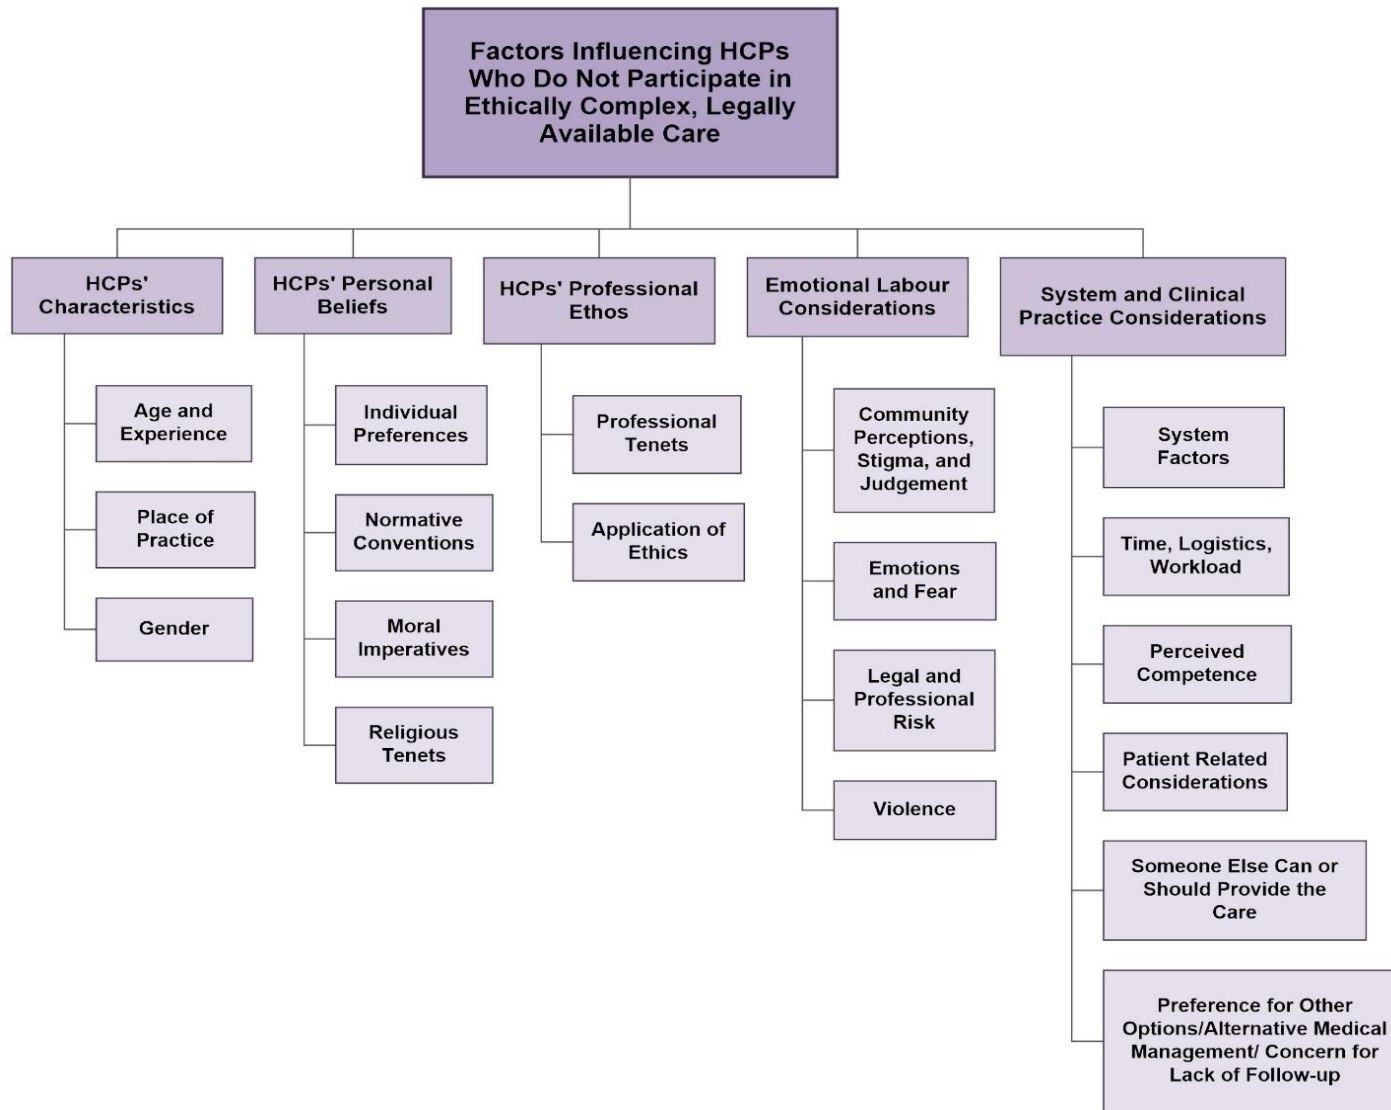 Factors Influencing HCPs
Who Do Not Participate in
Ethically Complex, Legally
Available Care
HCPs'
Characteristics
Age and
Experience
Place of
Practice
Gender
HCPs' Personal
Beliefs
Individual
Preferences
Normative
Conventions
Moral
Imperatives
Religious
Tenets
HCPs' Professional
Ethos
Professional
Tenets
Application of
Ethics
Emotional Labour
Considerations
Community
Perceptions,
Stigma, and
Judgement
Emotions
and Fear
Legal and
Professional
Risk
Violence
System and Clinical
Practice Considerations
System
Factors
Time, Logistics,
Workload
Perceived
Competence
Patient Related
Considerations
Someone Else Can or
Should Provide the
Care
Preference for Other
Options/Alternative Medical
Management/ Concern for
Lack of Follow-up